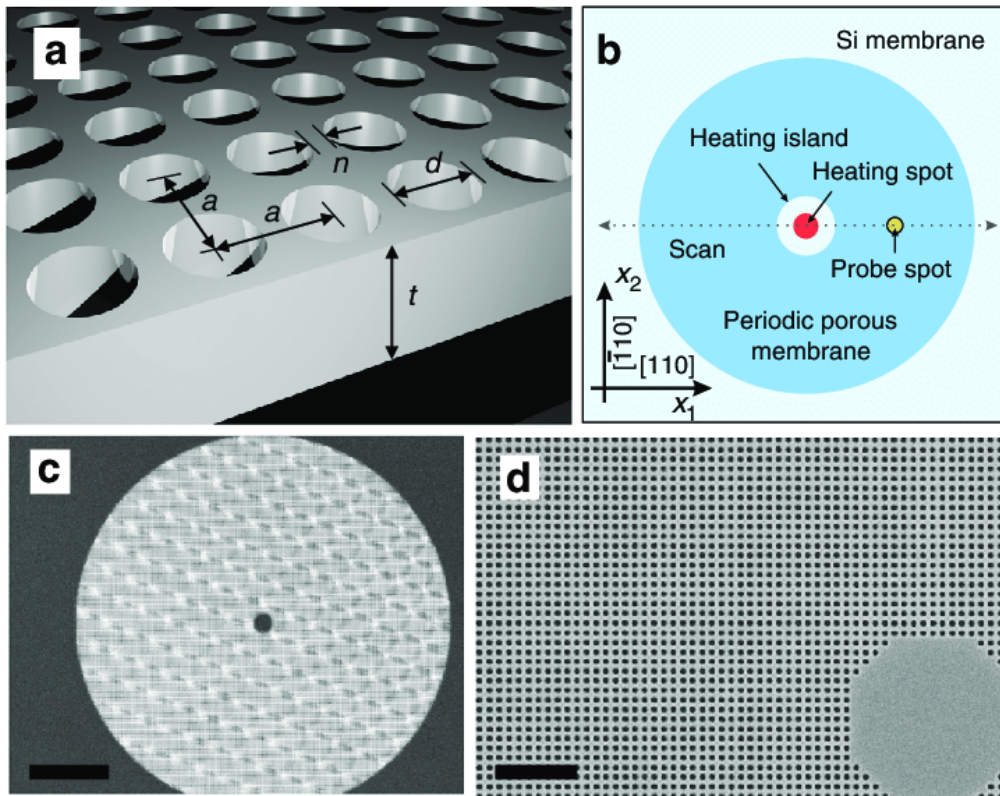 a
n
d
a
a
t
b
Si membrane
Heating island
Heating spot
Scan
Probe spot
x₂
Periodic porous
membrane
[1̄10]
[110]
x₁
c
d